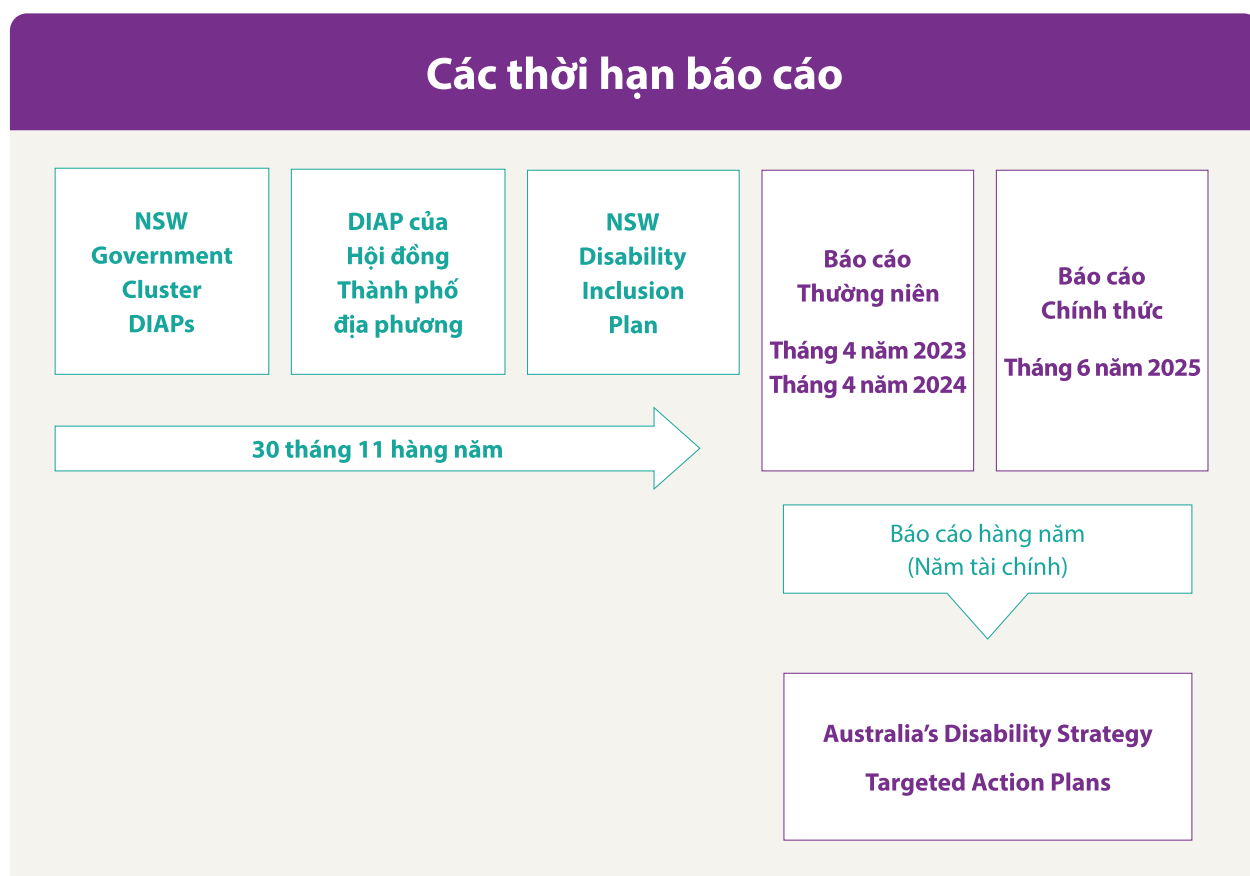 Các thời hạn báo cáo
NSW
Government
Cluster
DIAPs
DIAP của
Hội đồng
Thành phố
địa phương
NSW
Disability
Inclusion
Plan
Báo cáo
Thường niên
Tháng 4 năm 2023
Tháng 4 năm 2024
Báo cáo
Chính thức
Tháng 6 năm 2025
30 tháng 11 hàng năm
Báo cáo hàng năm
(Năm tài chính)
Australia’s Disability Strategy
Targeted Action Plans